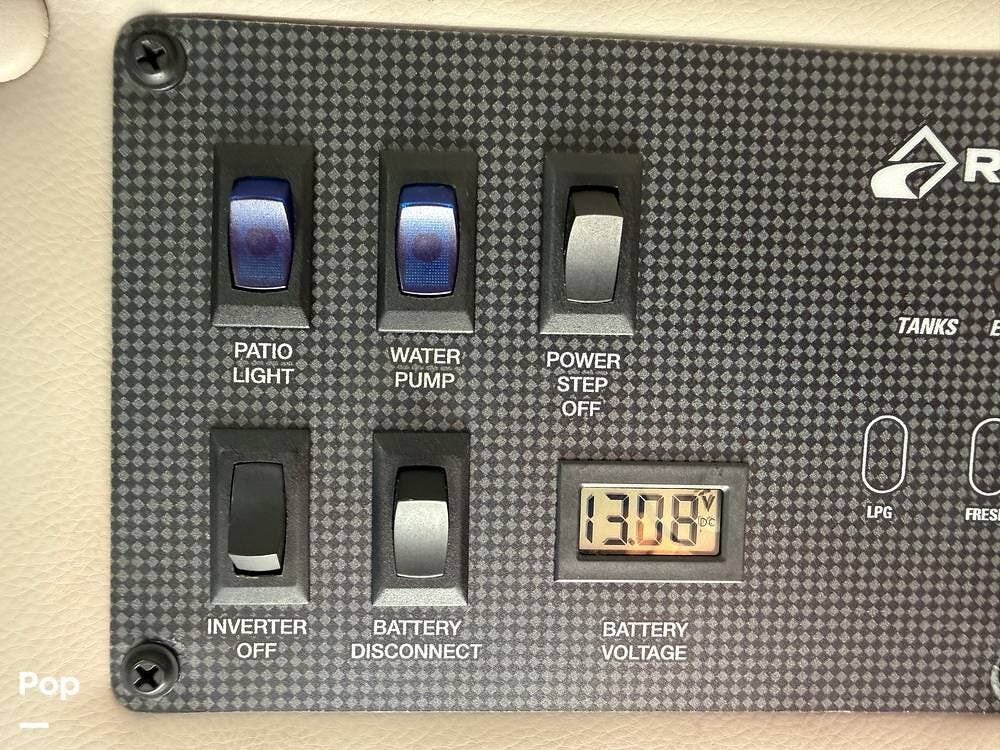 R
PATIO
LIGHT
WATER
PUMP
POWER
STEP
OFF
TANKS E
LPG
FRESH
13.08 V
DC
INVERTER
OFF
BATTERY
DISCONNECT
BATTERY
VOLTAGE
Pop